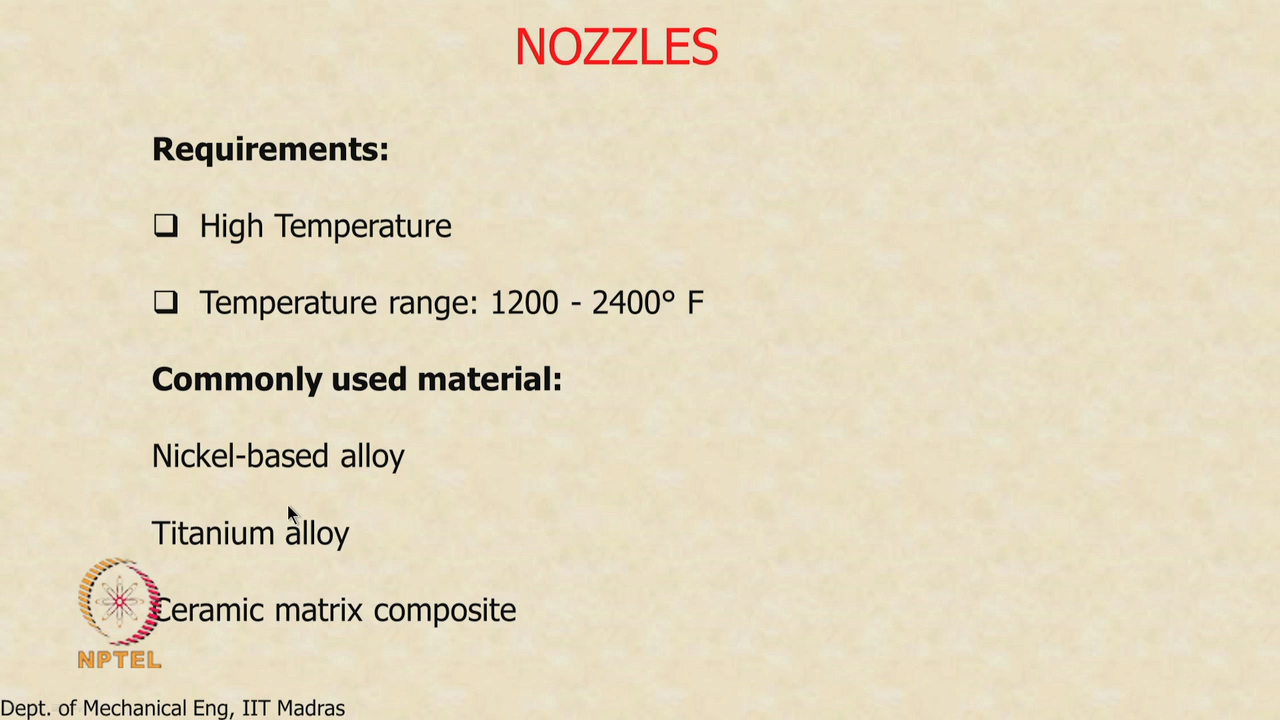 NOZZLES
Requirements:
❑ High Temperature
❑ Temperature range: 1200 - 2400° F
Commonly used material:
Nickel-based alloy
Titanium alloy
Ceramic matrix composite
NPTEL
Dept. of Mechanical Eng, IIT Madras